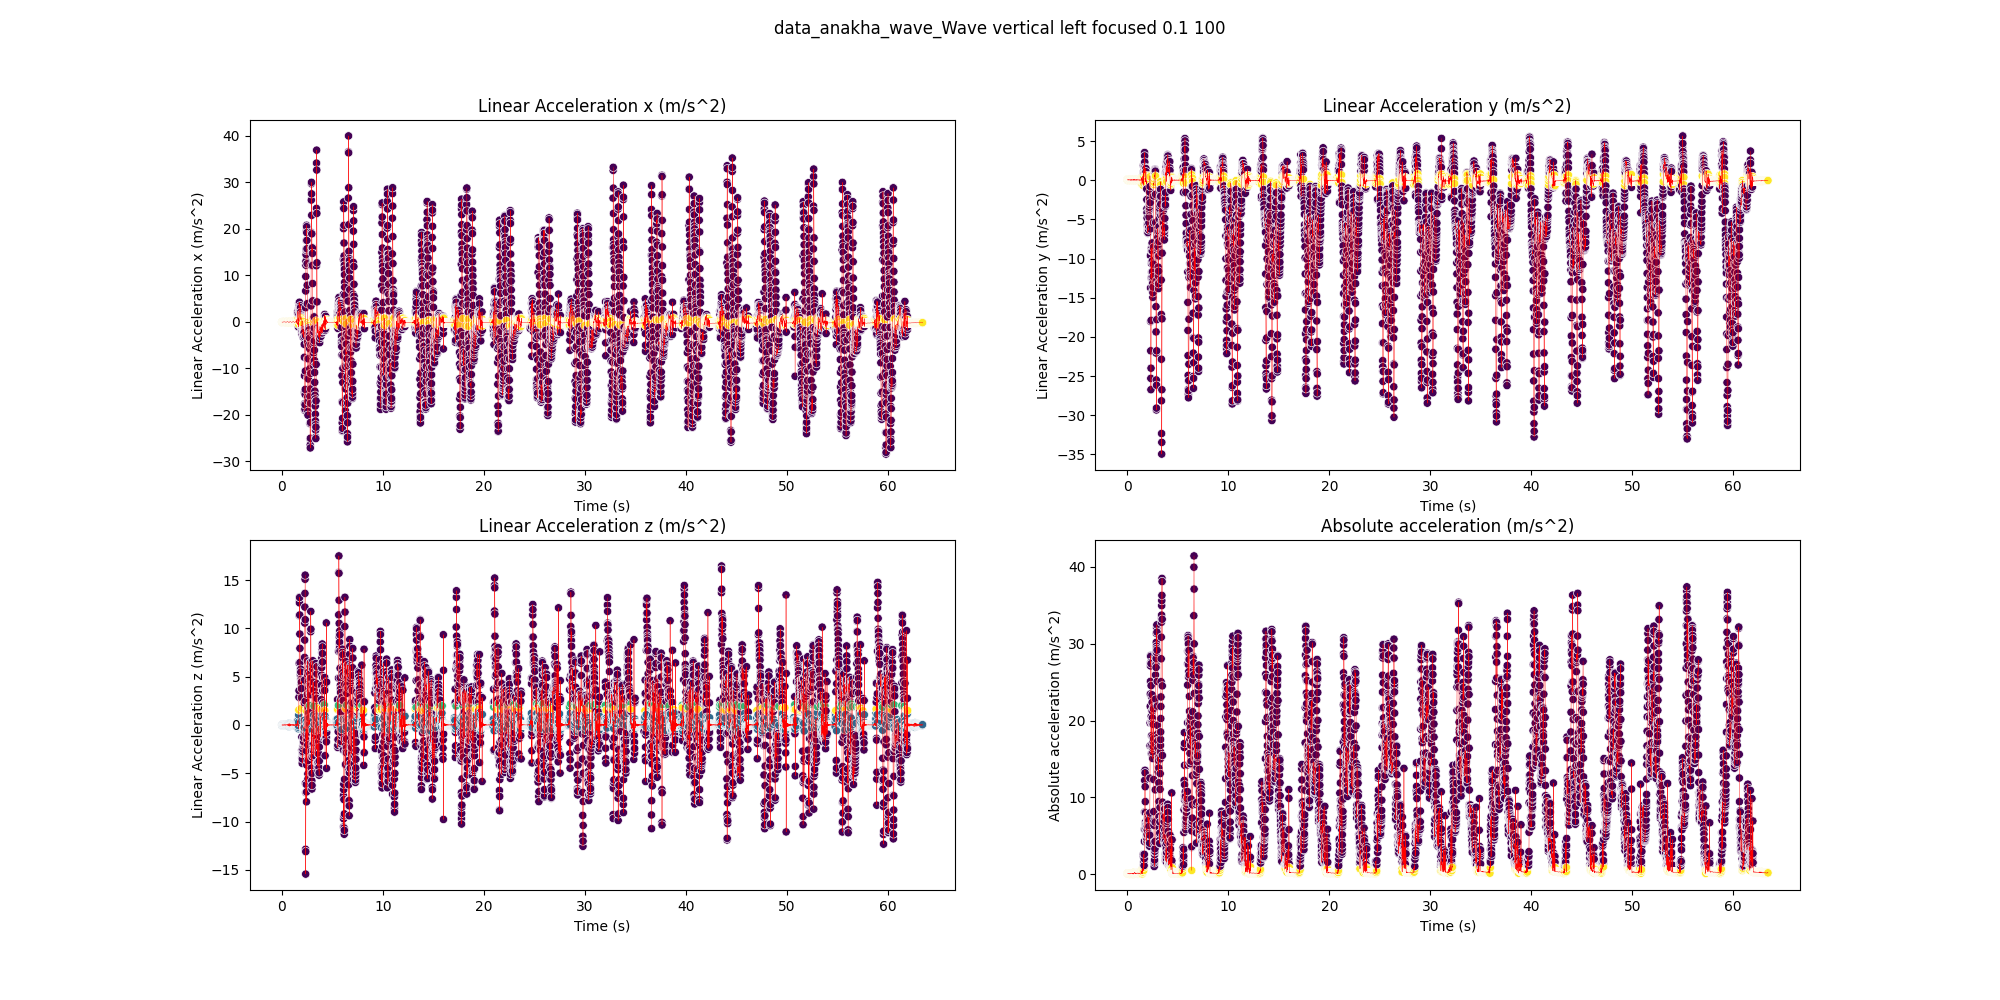 data_anakha_wave_Wave vertical left focused 0.1 100
Linear Acceleration x (m/s^2)
Linear Acceleration x (m/s^2)
40
30
20
10
0
−10
−20
−30
0 10 20 30 40 50 60
Time (s)
Linear Acceleration y (m/s^2)
Linear Acceleration y (m/s^2)
5
0
−5
−10
−15
−20
−25
−30
−35
0 10 20 30 40 50 60
Time (s)
Linear Acceleration z (m/s^2)
Linear Acceleration z (m/s^2)
15
10
5
0
−5
−10
−15
0 10 20 30 40 50 60
Time (s)
Absolute acceleration (m/s^2)
Absolute acceleration (m/s^2)
40
30
20
10
0
0 10 20 30 40 50 60
Time (s)